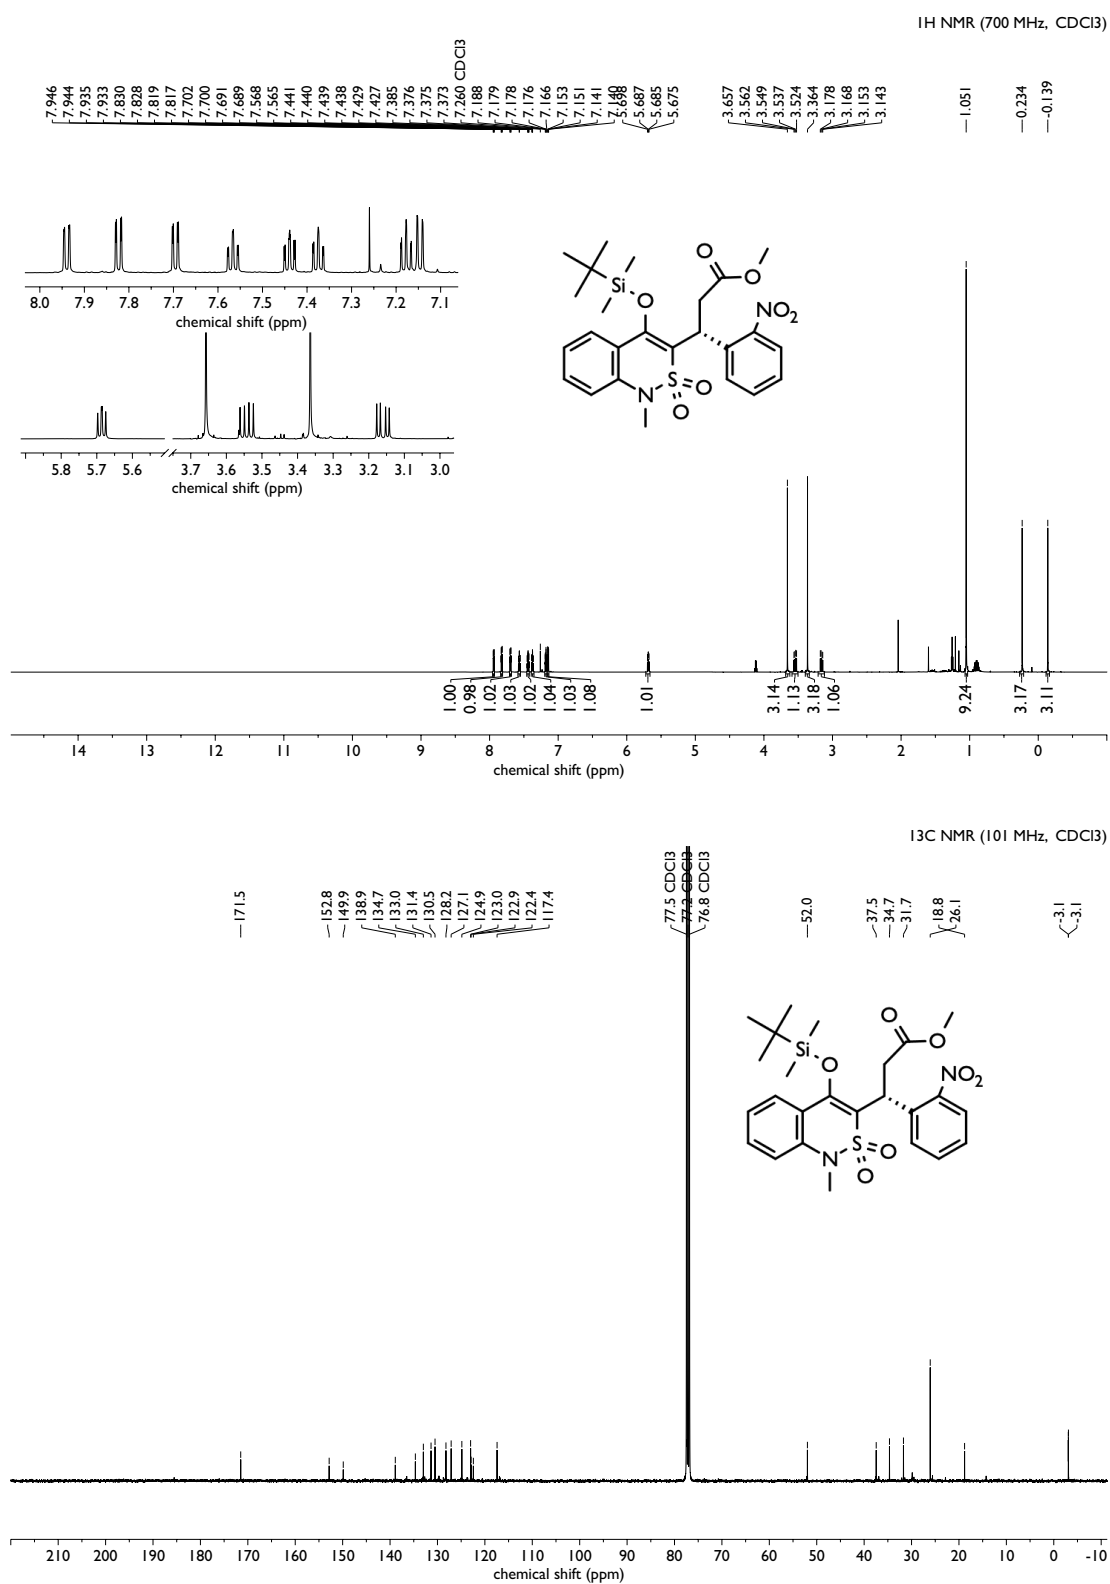 1H NMR (700 MHz, CDCl3)
7.946
7.944
7.935
7.933
7.830
7.828
7.819
7.817
7.702
7.700
7.691
7.689
7.568
7.565
7.441
7.440
7.439
7.438
7.429
7.427
7.385
7.376
7.375
7.373
7.260 CDCl3
7.188
7.179
7.178
7.176
7.166
7.153
7.151
7.141
7.140
5.698
5.687
5.685
5.675
3.657
3.562
3.549
3.537
3.524
3.364
3.178
3.168
3.153
3.143
1.051
0.234
-0.139
8.0 7.9 7.8 7.7 7.6 7.5 7.4 7.3 7.2 7.1
chemical shift (ppm)
5.8 5.7 5.6 3.7 3.6 3.5 3.4 3.3 3.2 3.1 3.0
chemical shift (ppm)
O
O
Si
O
NO2
S
O
O
N
1.00
0.98
1.02
1.03
1.02
1.04
1.03
1.08
1.01
3.14
1.13
3.18
1.06
9.24
3.17
3.11
14 13 12 11 10 9 8 7 6 5 4 3 2 1 0
chemical shift (ppm)
13C NMR (101 MHz, CDCl3)
171.5
152.8
149.9
138.9
134.7
133.0
131.4
130.5
128.2
127.1
124.9
123.0
122.9
122.4
117.4
77.5 CDCl3
77.2 CDCl3
76.8 CDCl3
52.0
37.5
34.7
31.7
18.8
26.1
-3.1
-3.1
O
O
Si
O
NO2
S
O
O
N
210 200 190 180 170 160 150 140 130 120 110 100 90 80 70 60 50 40 30 20 10 0 -10
chemical shift (ppm)